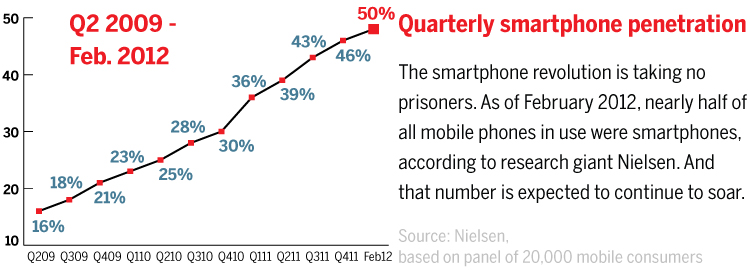 Q2 2009 -
Feb. 2012
50
40
30
20
10
16%
18%
21%
23%
25%
28%
30%
36%
39%
43%
46%
50%
Q209 Q309 Q409 Q110 Q210 Q310 Q410 Q111 Q211 Q311 Q411 Feb12
Quarterly smartphone penetration
The smartphone revolution is taking no
prisoners. As of February 2012, nearly half of
all mobile phones in use were smartphones,
according to research giant Nielsen. And
that number is expected to continue to soar.
Source: Nielsen,
based on panel of 20,000 mobile consumers